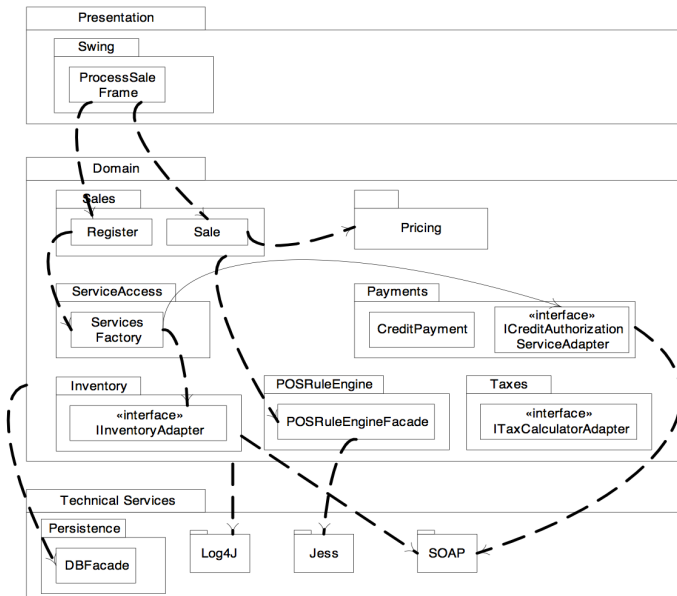 Presentation
Swing
ProcessSale
Frame
Domain
Sales
Register
Sale
Pricing
ServiceAccess
Services
Factory
Payments
CreditPayment
«interface»
ICreditAuthorization
ServiceAdapter
Inventory
«interface»
IInventoryAdapter
POSRuleEngine
POSRuleEngineFacade
Taxes
«interface»
ITaxCalculatorAdapter
Technical Services
Persistence
DBFacade
Log4J
Jess
SOAP